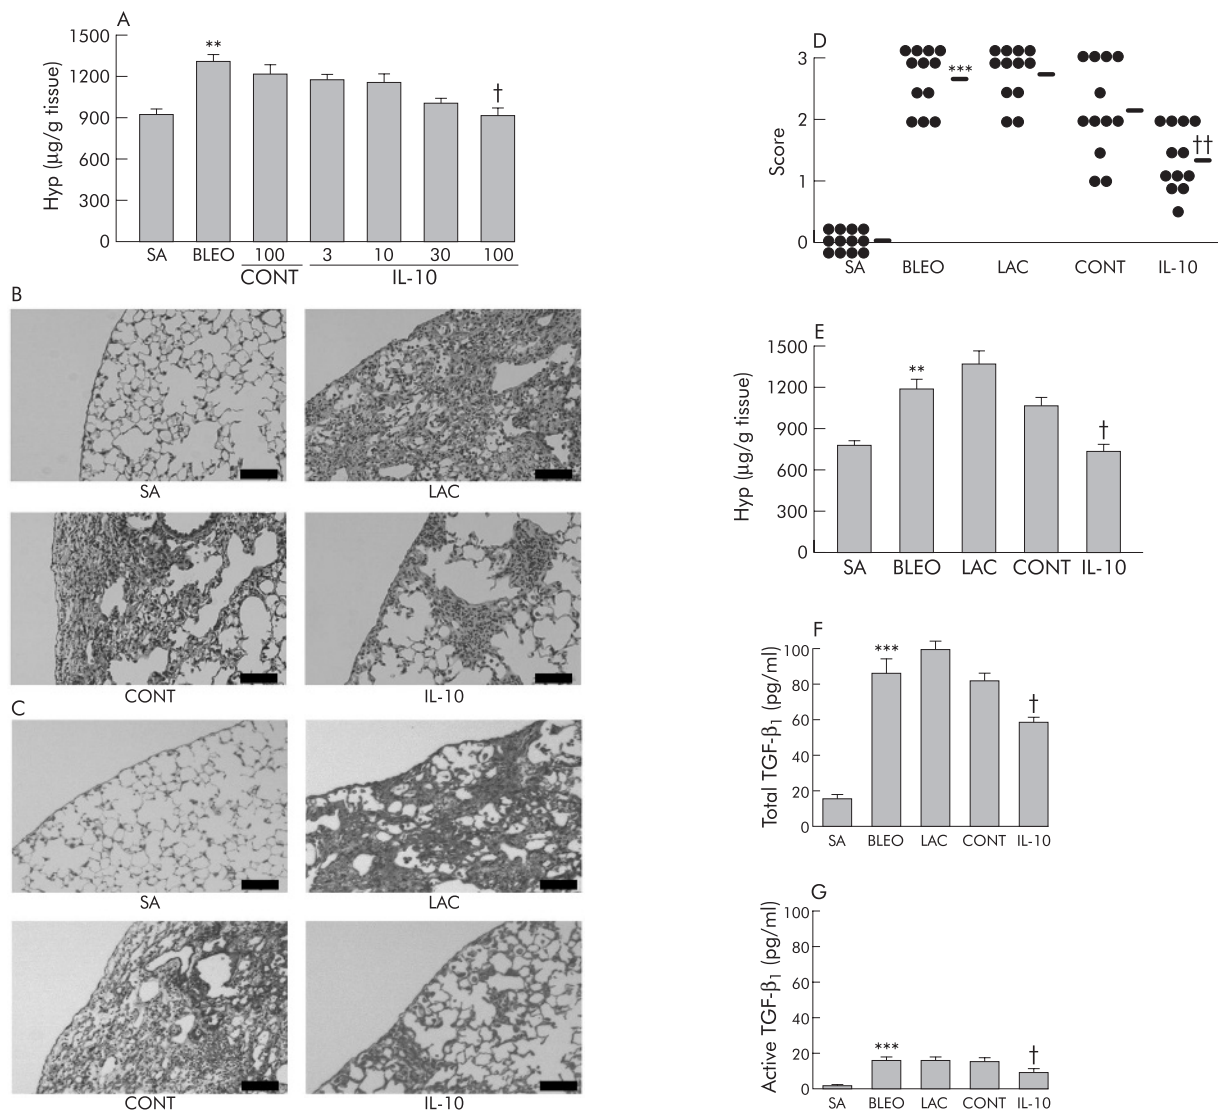 A
Hyp (µg/g tissue)
1500
1200
900
600
300
0
**
†
SA BLEO 100 3 10 30 100
CONT IL-10
B
SA LAC
CONT IL-10
C
SA LAC
CONT IL-10
D
Score
3
2
1
0
***
††
SA BLEO LAC CONT IL-10
E
Hyp (µg/g tissue)
1500
1200
900
600
300
0
**
†
SA BLEO LAC CONT IL-10
F
Total TGF-β1 (pg/ml)
100
80
60
40
20
0
***
†
SA BLEO LAC CONT IL-10
G
Active TGF-β1 (pg/ml)
100
80
60
40
20
0
***
†
SA BLEO LAC CONT IL-10